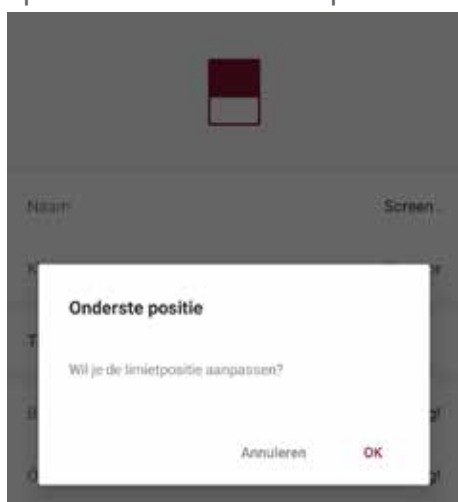 Naam
Screen .
Onderste positie
Wil je de limietpositie aanpassen?
Annuleren
OK